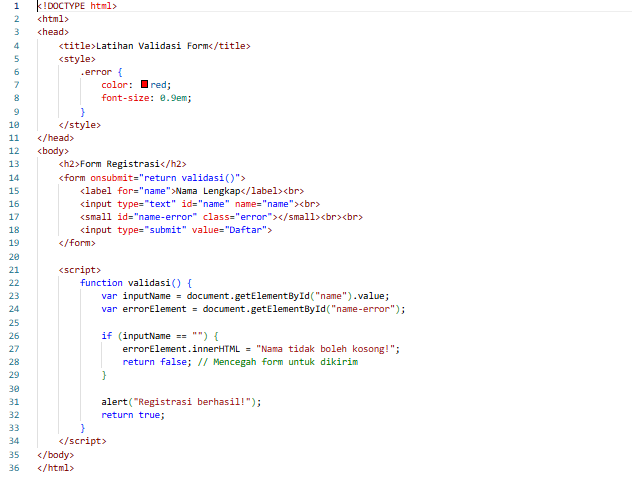 1 <!DOCTYPE html>
2 <html>
3 <head>
4     <title>Latihan Validasi Form</title>
5     <style>
6         .error {
7             color: red;
8             font-size: 0.9em;
9         }
10     </style>
11 </head>
12 <body>
13     <h2>Form Registrasi</h2>
14     <form onsubmit="return validasi()">
15         <label for="name">Nama Lengkap</label><br>
16         <input type="text" id="name" name="name"><br>
17         <small id="name-error" class="error"></small><br><br>
18         <input type="submit" value="Daftar">
19     </form>
20
21     <script>
22         function validasi() {
23             var inputName = document.getElementById("name").value;
24             var errorElement = document.getElementById("name-error");
25
26             if (inputName == "") {
27                 errorElement.innerHTML = "Nama tidak boleh kosong!";
28                 return false; // Mencegah form untuk dikirim
29             }
30
31             alert("Registrasi berhasil!");
32             return true;
33         }
34     </script>
35 </body>
36 </html>